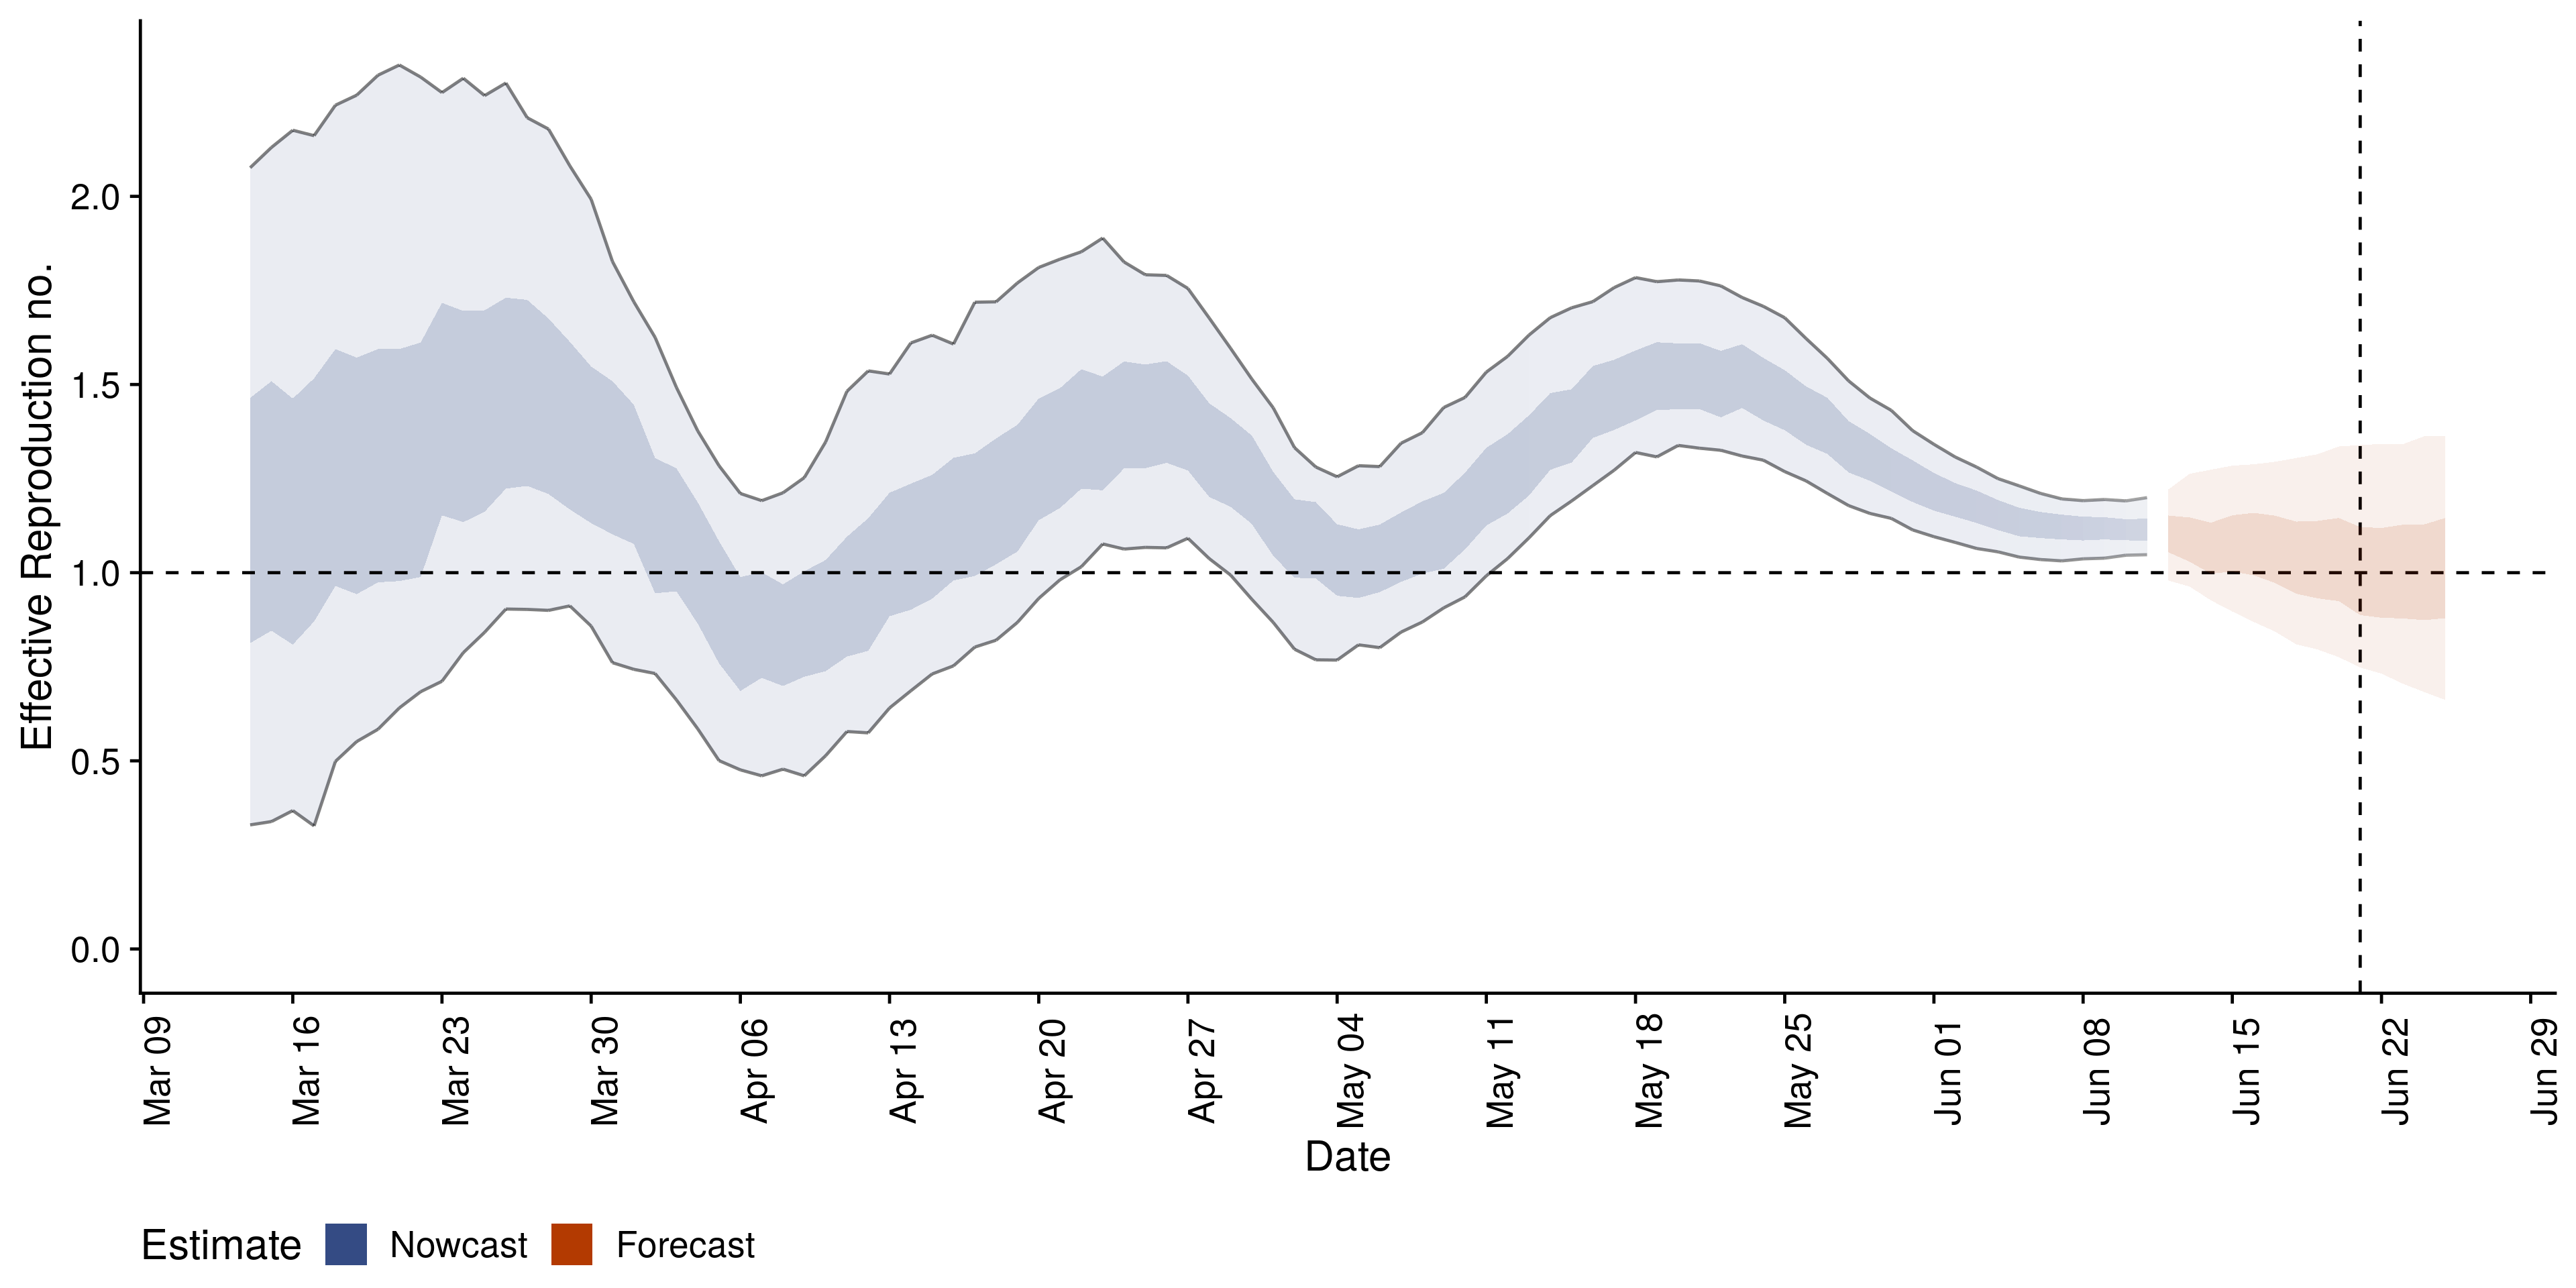 Effective Reproduction no.
2.0
1.5
1.0
0.5
0.0
Mar 09
Mar 16
Mar 23
Mar 30
Apr 06
Apr 13
Apr 20
Apr 27
May 04
May 11
May 18
May 25
Jun 01
Jun 08
Jun 15
Jun 22
Jun 29
Date
Estimate Nowcast Forecast